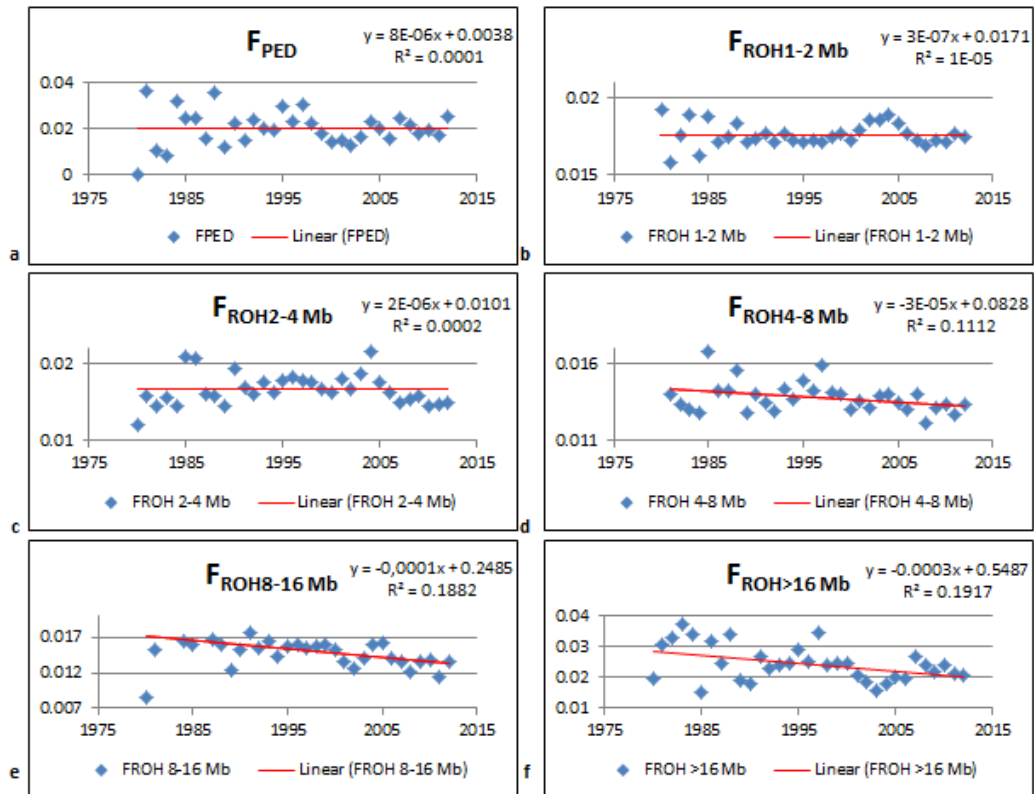 F PED
y = 8E-06x + 0.0038
R² = 0.0001
0.04
0.02
0
1975 1985 1995 2005 2015
FPED Linear (FPED)
a
F ROH1-2 Mb
y = 3E-07x + 0.0171
R² = 1E-05
0.02
0.015
1975 1985 1995 2005 2015
FROH 1-2 Mb Linear (FROH 1-2 Mb)
b
F ROH2-4 Mb
y = 2E-06x + 0.0101
R² = 0.0002
0.02
0.01
1975 1985 1995 2005 2015
FROH 2-4 Mb Linear (FROH 2-4 Mb)
c
F ROH4-8 Mb
y = -3E-05x + 0.0828
R² = 0.1112
0.016
0.011
1975 1985 1995 2005 2015
FROH 4-8 Mb Linear (FROH 4-8 Mb)
d
F ROH8-16 Mb
y = -0,0001x + 0.2485
R² = 0.1882
0.017
0.012
0.007
1975 1985 1995 2005 2015
FROH 8-16 Mb Linear (FROH 8-16 Mb)
e
F ROH>16 Mb
y = -0.0003x + 0.5487
R² = 0.1917
0.04
0.03
0.02
0.01
1975 1985 1995 2005 2015
FROH >16 Mb Linear (FROH >16 Mb)
f